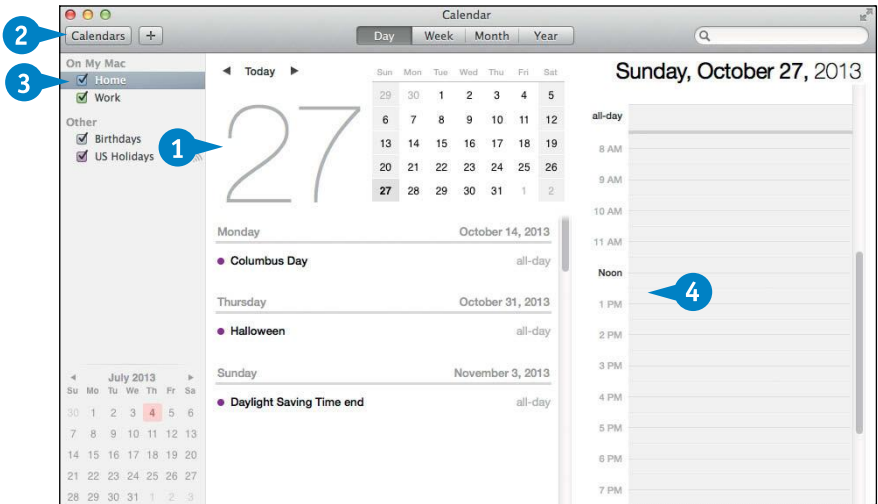 Calendar
2
Calendars +
Day Week Month Year
On My Mac
3
Home
Work
Other
Birthdays
US Holidays
July 2013
Su Mo Tu We Th Fr Sa
30 1 2 3 4 5 6
7 8 9 10 11 12 13
14 15 16 17 18 19 20
21 22 23 24 25 26 27
28 29 30 31 1 2 3
Today
1
27
Sun Mon Tue Wed Thu Fri Sat
29 30 1 2 3 4 5
6 7 8 9 10 11 12
13 14 15 16 17 18 19
20 21 22 23 24 25 26
27 28 29 30 31 1 2
Monday October 14, 2013
Columbus Day all-day
Thursday October 31, 2013
Halloween all-day
Sunday November 3, 2013
Daylight Saving Time end all-day
Sunday, October 27, 2013
all-day
8 AM
9 AM
10 AM
11 AM
Noon
4
1 PM
2 PM
3 PM
4 PM
5 PM
6 PM
7 PM